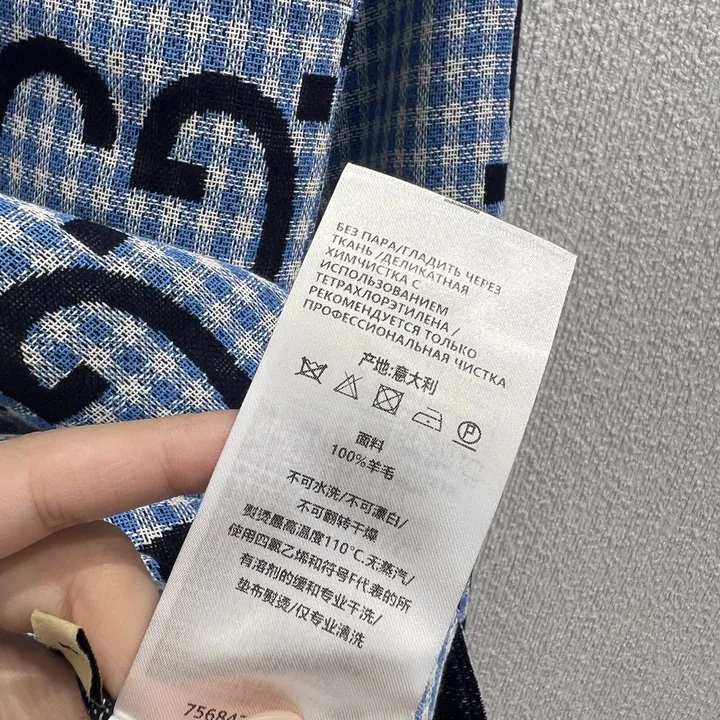 БЕЗ ПАРА/ГЛАДИТЬ ЧЕРЕЗ
ТКАНЬ /ДЕЛИКАТНАЯ
ХИМЧИСТКА С
ИСПОЛЬЗОВАНИЕМ
ТЕТРАХЛОРЭТИЛЕНА /
РЕКОМЕНДУЕТСЯ ТОЛЬКО
ПРОФЕССИОНАЛЬНАЯ ЧИСТКА
产地:意大利
P
面料
100%羊毛
不可水洗/不可漂白/
不可翻转干燥
熨烫最高温度110℃.无蒸汽/
使用四氯乙烯和符号F代表的所
有溶剂的缓和专业干洗/
垫布熨烫/仅专业清洗
75684